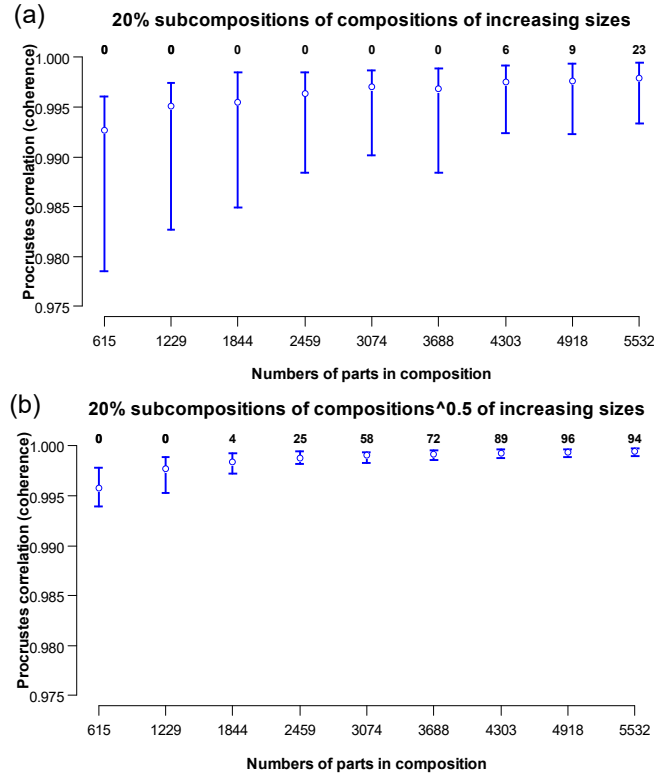 (a)
20% subcompositions of compositions of increasing sizes
0 0 0 0 0 0 6 9 23
Procrustes correlation (coherence)
1.000
0.995
0.990
0.985
0.980
0.975
615 1229 1844 2459 3074 3688 4303 4918 5532
Numbers of parts in composition
(b)
20% subcompositions of compositions^0.5 of increasing sizes
0 0 4 25 58 72 89 96 94
Procrustes correlation (coherence)
1.000
0.995
0.990
0.985
0.980
0.975
615 1229 1844 2459 3074 3688 4303 4918 5532
Numbers of parts in composition